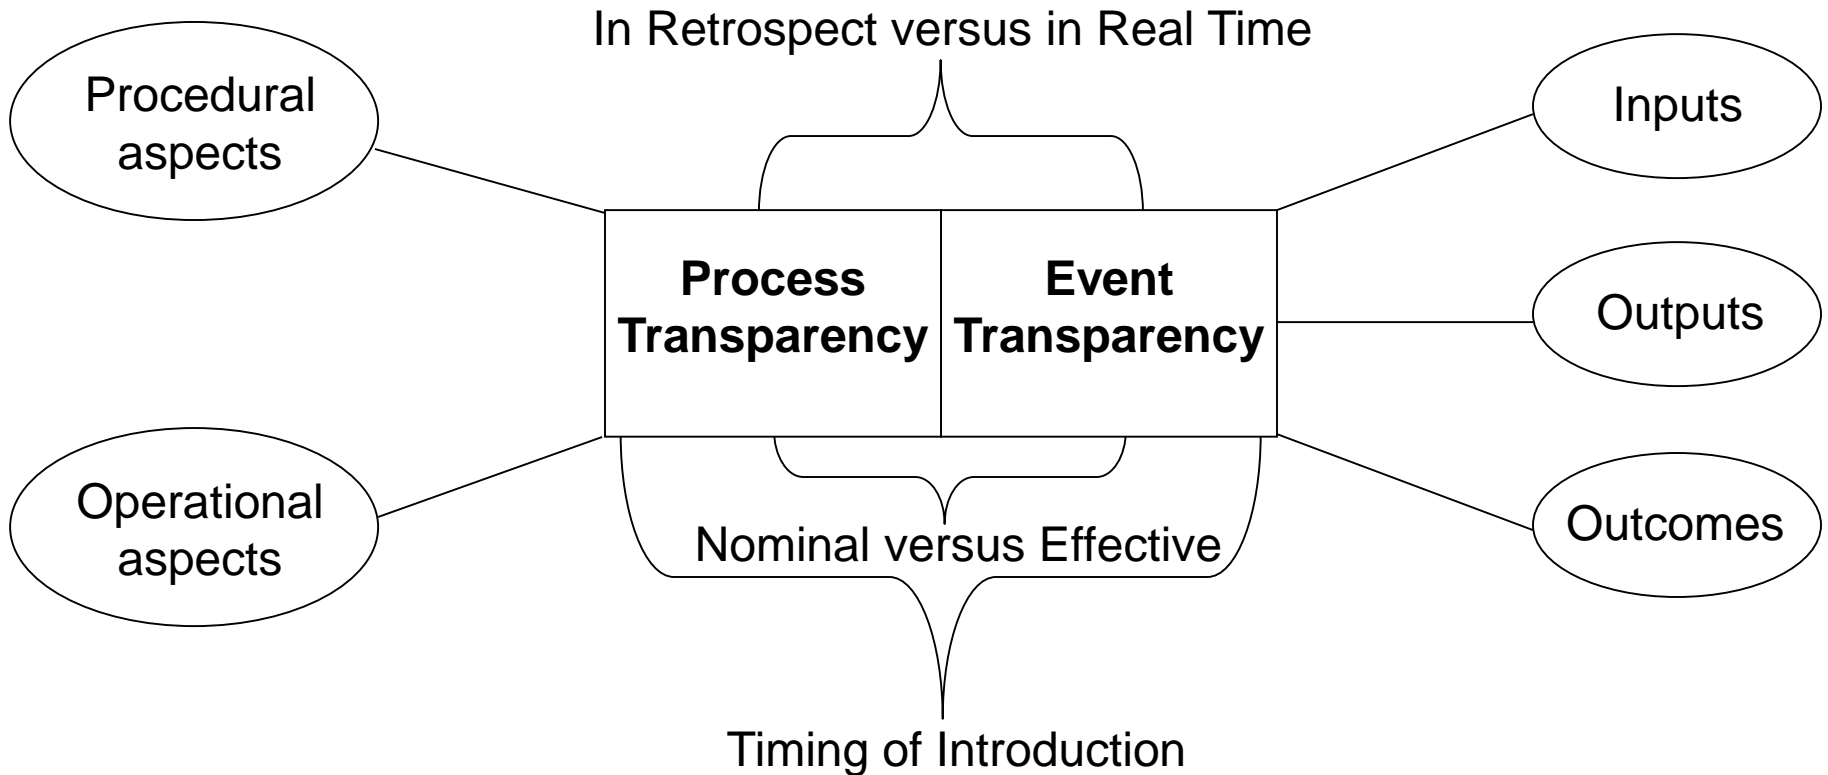 In Retrospect versus in Real Time
Procedural
aspects
Inputs
Process
Transparency
Event
Transparency
Outputs
Operational
aspects
Nominal versus Effective
Outcomes
Timing of Introduction